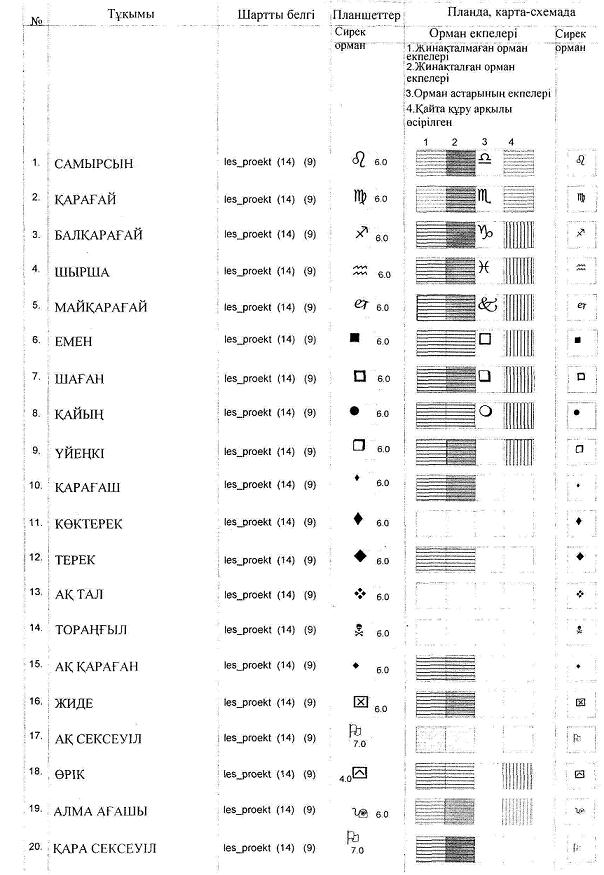 № Тұқымы Шартты белгі Планшеттер Планда, карта-схемада
Сирек орман Орман екпелері Сирек орман
1.Жинақталмаған орман екпелері
2.Жинақталған орман екпелері
3.Орман астарының екпелері
4.Қайта құру арқылы өсірілген
1 2 3 4
1. САМЫРСЫН les_proekt (14) (9) 6.0
2. ҚАРАҒАЙ les_proekt (14) (9) 6.0
3. БАЛҚАРАҒАЙ les_proekt (14) (9) 6.0
4. ШЫРША les_proekt (14) (9) 6.0
5. МАЙҚАРАҒАЙ les_proekt (14) (9) 6.0
6. ЕМЕН les_proekt (14) (9) 6.0
7. ШАҒАН les_proekt (14) (9) 6.0
8. ҚАЙЫҢ les_proekt (14) (9) 6.0
9. ҮЙЕҢКІ les_proekt (14) (9) 6.0
10. ҚАРАҒАШ les_proekt (14) (9) 6.0
11. КӨКТЕРЕК les_proekt (14) (9) 6.0
12. ТЕРЕК les_proekt (14) (9) 6.0
13. АҚ ТАЛ les_proekt (14) (9) 6.0
14. ТОРАҢҒЫЛ les_proekt (14) (9) 6.0
15. АҚ ҚАРАҒАН les_proekt (14) (9) 6.0
16. ЖИДЕ les_proekt (14) (9) 6.0
17. АҚ СЕКСЕУІЛ les_proekt (14) (9) 7.0
18. ӨРІК les_proekt (14) (9) 4.0
19. АЛМА АҒАШЫ les_proekt (14) (9) 6.0
20. ҚАРА СЕКСЕУІЛ les_proekt (14) (9) 7.0